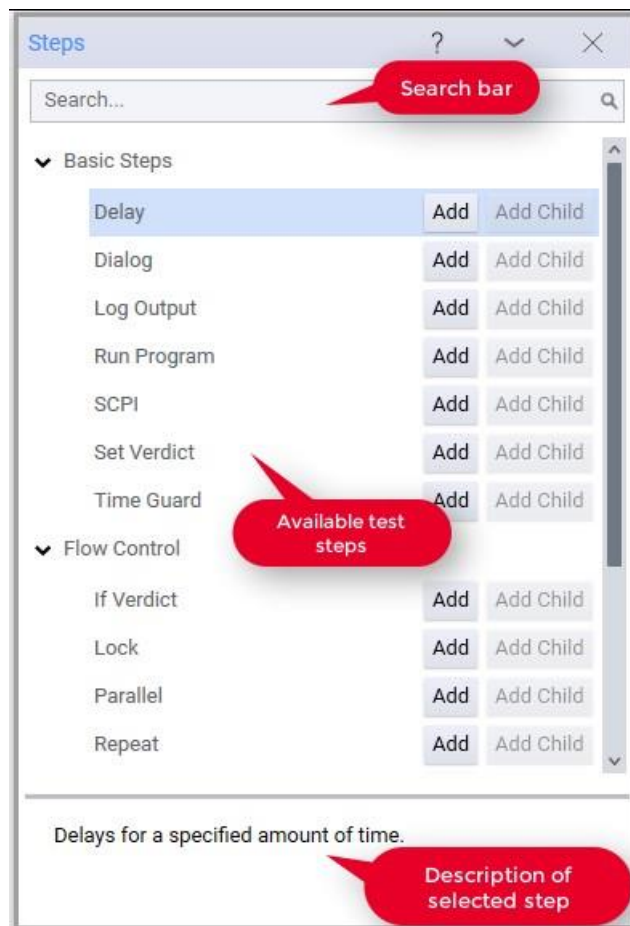 Steps ?
Search...
Search bar
Basic Steps
Delay Add Add Child
Dialog Add Add Child
Log Output Add Add Child
Run Program Add Add Child
SCPI Add Add Child
Set Verdict Add Add Child
Time Guard Add Add Child
Available test
steps
Flow Control
If Verdict Add Add Child
Lock Add Add Child
Parallel Add Add Child
Repeat Add Add Child
Delays for a specified amount of time.
Description of
selected step